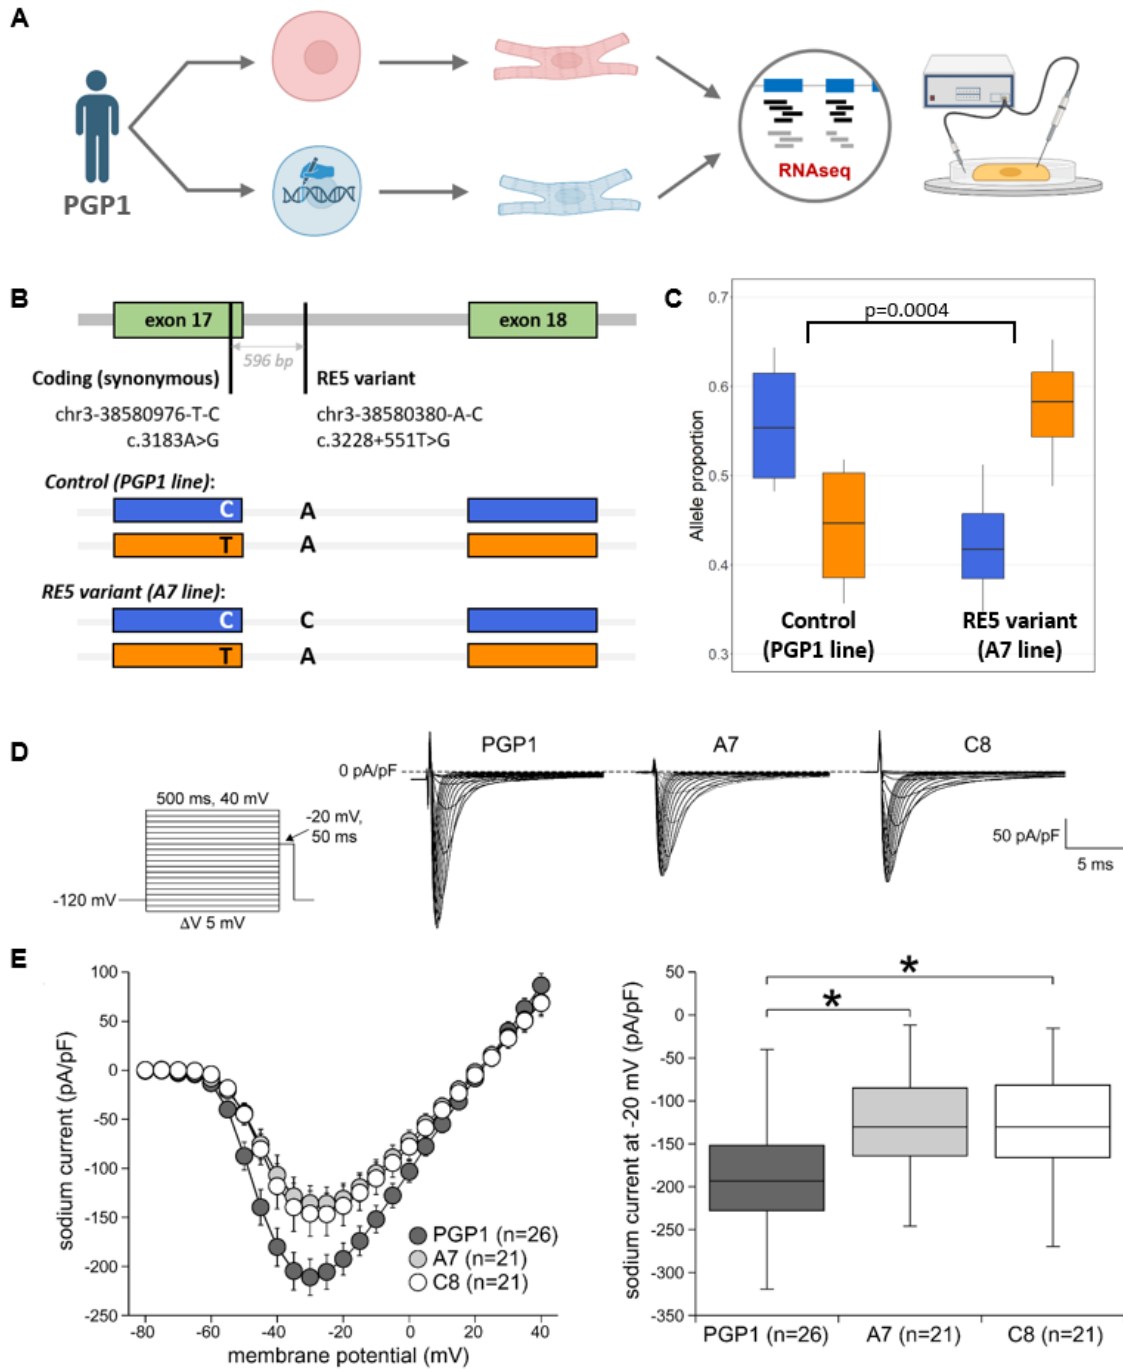 A
PGP1
RNAseq
B
exon 17
exon 18
596 bp
Coding (synonymous)
RE5 variant
chr3-38580976-T-C
chr3-38580380-A-C
c.3183A>G
c.3228+551T>G
Control (PGP1 line):
C
A
T
A
RE5 variant (A7 line):
C
C
T
A
C
p=0.0004
0.7
0.6
0.5
0.4
0.3
Allele proportion
Control
(PGP1 line)
RE5 variant
(A7 line)
D
500 ms, 40 mV
-20 mV,
50 ms
-120 mV
ΔV 5 mV
0 pA/pF
PGP1
A7
C8
50 pA/pF
5 ms
E
sodium current (pA/pF)
100
50
0
-50
-100
-150
-200
-250
-80
-60
-40
-20
0
20
40
membrane potential (mV)
PGP1 (n=26)
A7 (n=21)
C8 (n=21)
sodium current at -20 mV (pA/pF)
50
0
-50
-100
-150
-200
-250
-300
-350
*
*
PGP1 (n=26)
A7 (n=21)
C8 (n=21)